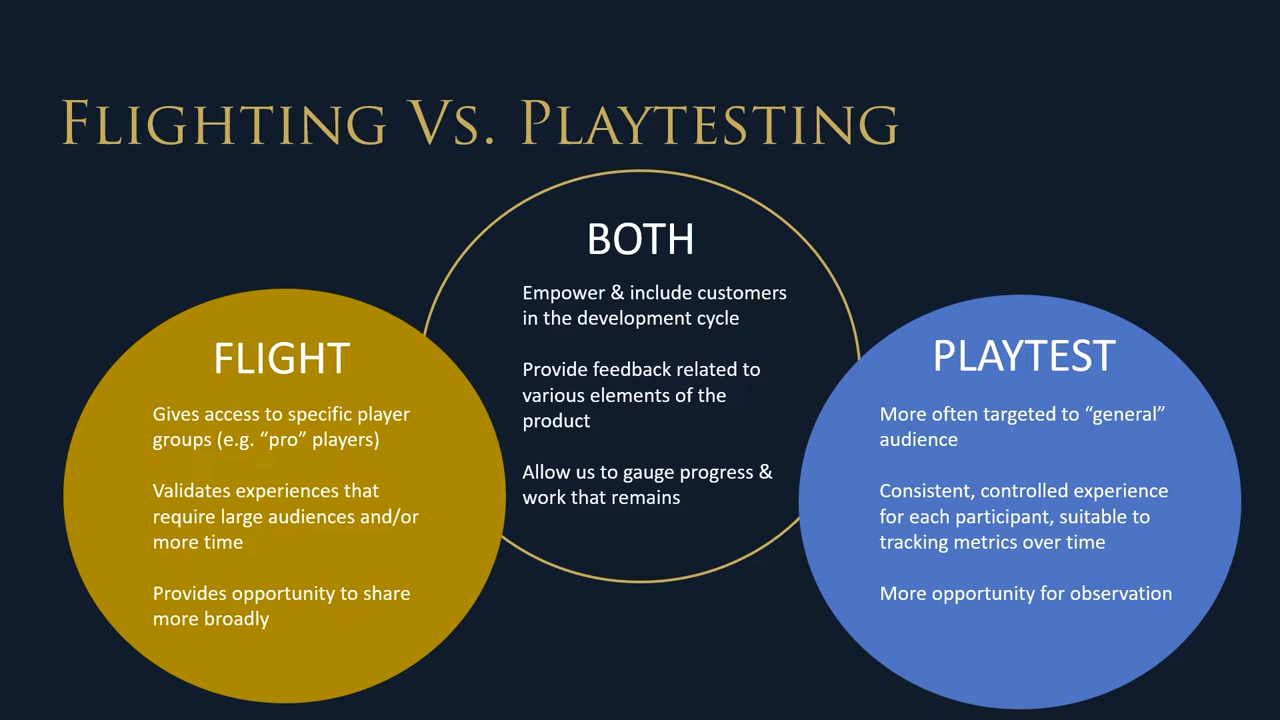 Flighting Vs. Playtesting
BOTH
Empower & include customers
in the development cycle
Provide feedback related to
various elements of the
product
Allow us to gauge progress &
work that remains
FLIGHT
Gives access to specific player
groups (e.g. “pro” players)
Validates experiences that
require large audiences and/or
more time
Provides opportunity to share
more broadly
PLAYTEST
More often targeted to “general”
audience
Consistent, controlled experience
for each participant, suitable to
tracking metrics over time
More opportunity for observation